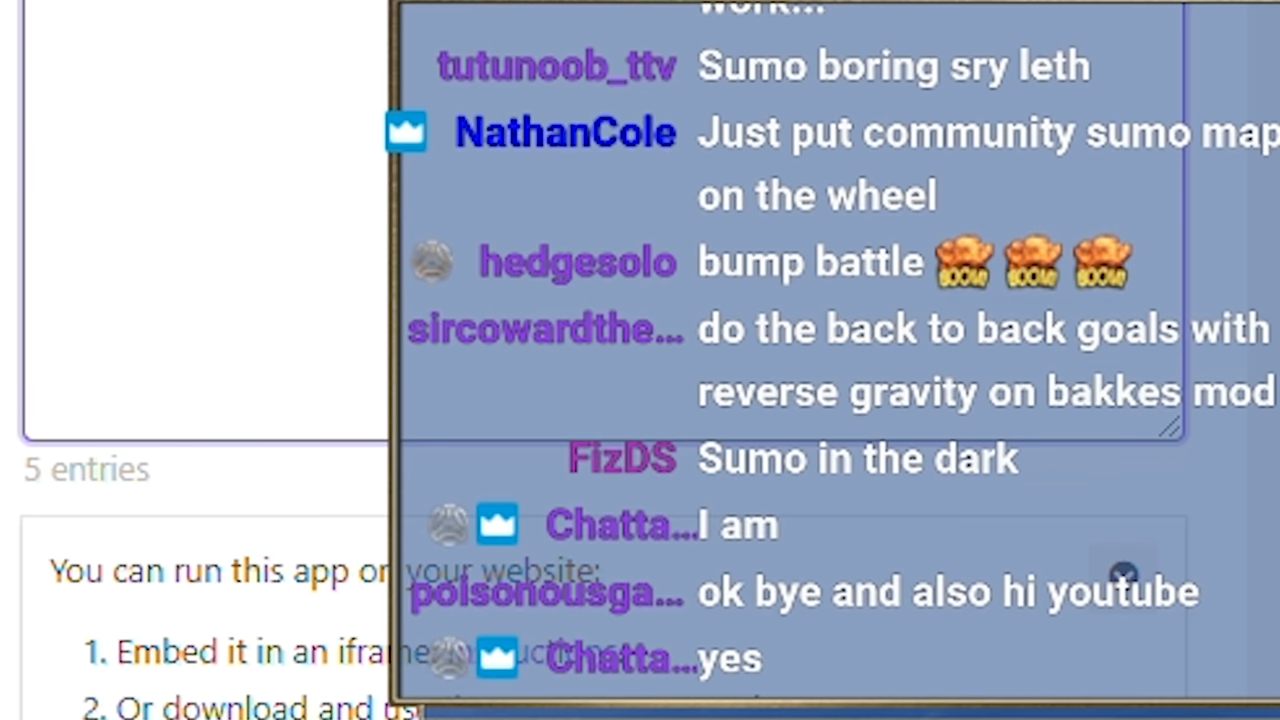 work...
tutunoob_ttv Sumo boring sry leth
NathanCole Just put community sumo map
on the wheel
hedgesolo bump battle BOOM! BOOM! BOOM!
sircowardthe... do the back to back goals with
reverse gravity on bakkes mod
FizDS Sumo in the dark
5 entries
Chatta... I am
You can run this app on your website:
poisonousga... ok bye and also hi youtube
1. Embed it in an iframe
Chatta... yes
2. Or download and